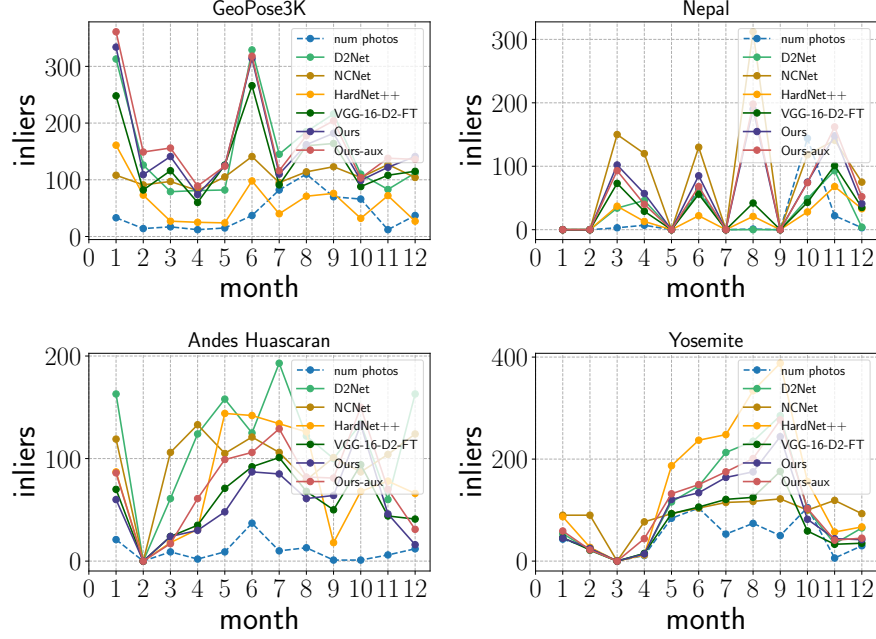 GeoPose3K
inliers
300
200
100
0
num photos
D2Net
NCNet
HardNet++
VGG-16-D2-FT
Ours
Ours-aux
0 1 2 3 4 5 6 7 8 9 10 11 12
month
Nepal
inliers
300
200
100
0
num photos
D2Net
NCNet
HardNet++
VGG-16-D2-FT
Ours
Ours-aux
0 1 2 3 4 5 6 7 8 9 10 11 12
month
Andes Huascaran
inliers
200
100
0
num photos
D2Net
NCNet
HardNet++
VGG-16-D2-FT
Ours
Ours-aux
0 1 2 3 4 5 6 7 8 9 10 11 12
month
Yosemite
inliers
400
200
0
num photos
D2Net
NCNet
HardNet++
VGG-16-D2-FT
Ours
Ours-aux
0 1 2 3 4 5 6 7 8 9 10 11 12
month